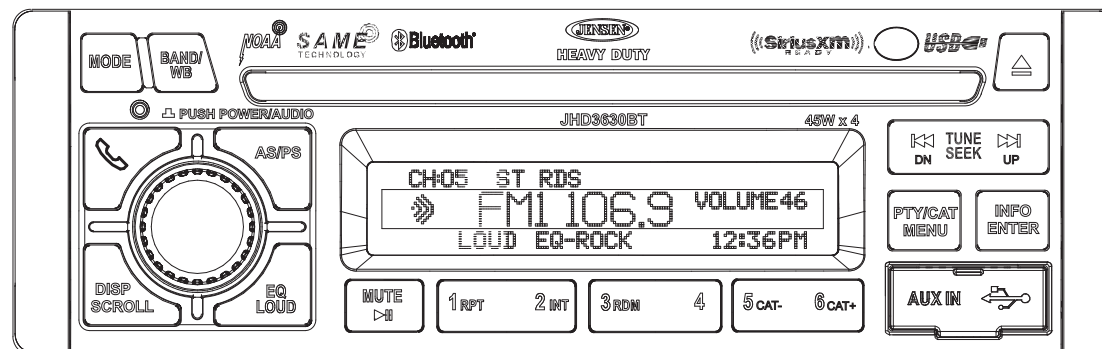 MODE
BAND/
WB
NOAA
SAME
TECHNOLOGY
Bluetooth
JENSEN
HEAVY DUTY
((SiriusXM))
READY
USB
PUSH POWER/AUDIO
JHD3630BT
45W x 4
AS/PS
TUNE
SEEK
DN
UP
CH:05 ST RDS
FM1 106.9
VOLUME46
LOUD EQ-ROCK
12:36PM
PTY/CAT
MENU
INFO
ENTER
DISP
SCROLL
EQ
LOUD
MUTE
1 RPT
2 INT
3 RDM
4
5 CAT-
6 CAT+
AUX IN